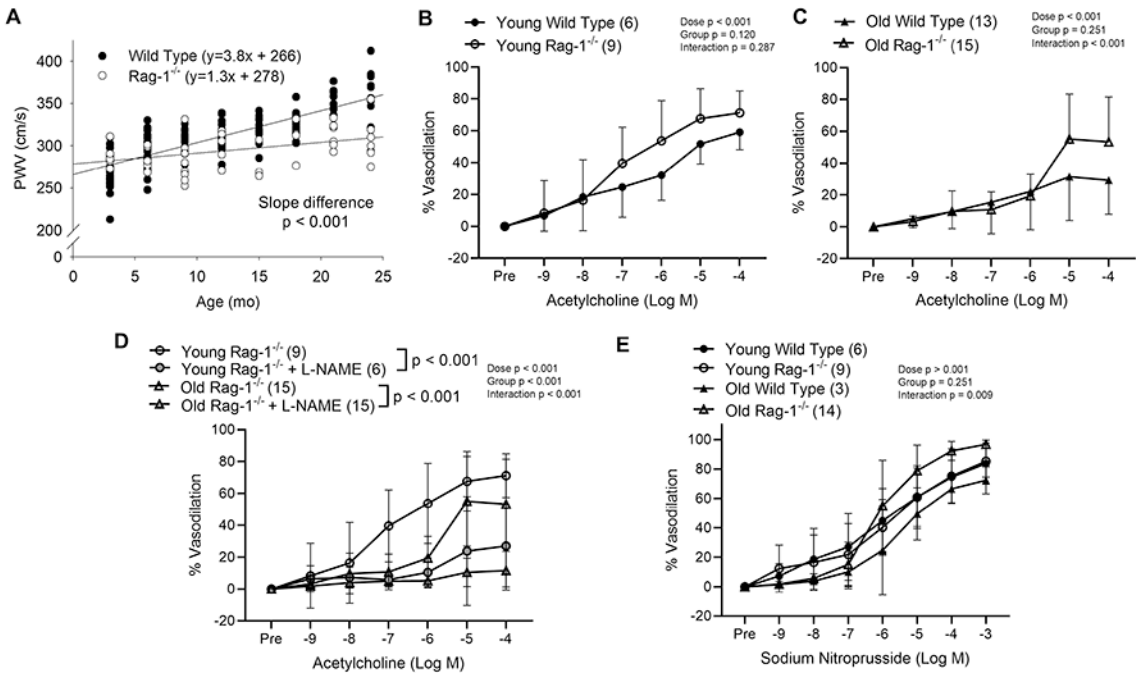 A
Wild Type (y=3.8x + 266)
Rag-1-/- (y=1.3x + 278)
400
350
300
250
200
0
PWV (cm/s)
Slope difference
p < 0.001
0 5 10 15 20 25
Age (mo)
B
Young Wild Type (6)
Young Rag-1-/- (9)
Dose p < 0.001
Group p = 0.120
Interaction p = 0.287
100
80
60
40
20
0
-20
% Vasodilation
Pre -9 -8 -7 -6 -5 -4
Acetylcholine (Log M)
C
Old Wild Type (13)
Old Rag-1-/- (15)
Dose p < 0.001
Group p = 0.251
Interaction p < 0.001
100
80
60
40
20
0
-20
% Vasodilation
Pre -9 -8 -7 -6 -5 -4
Acetylcholine (Log M)
D
Young Rag-1-/- (9)
Young Rag-1-/- + L-NAME (6)
p < 0.001
Old Rag-1-/- (15)
Old Rag-1-/- + L-NAME (15)
p < 0.001
Dose p < 0.001
Group p < 0.001
Interaction p < 0.001
100
80
60
40
20
0
-20
% Vasodilation
Pre -9 -8 -7 -6 -5 -4
Acetylcholine (Log M)
E
Young Wild Type (6)
Young Rag-1-/- (9)
Old Wild Type (3)
Old Rag-1-/- (14)
Dose p > 0.001
Group p = 0.251
Interaction p = 0.009
100
80
60
40
20
0
-20
% Vasodilation
Pre -9 -8 -7 -6 -5 -4 -3
Sodium Nitroprusside (Log M)